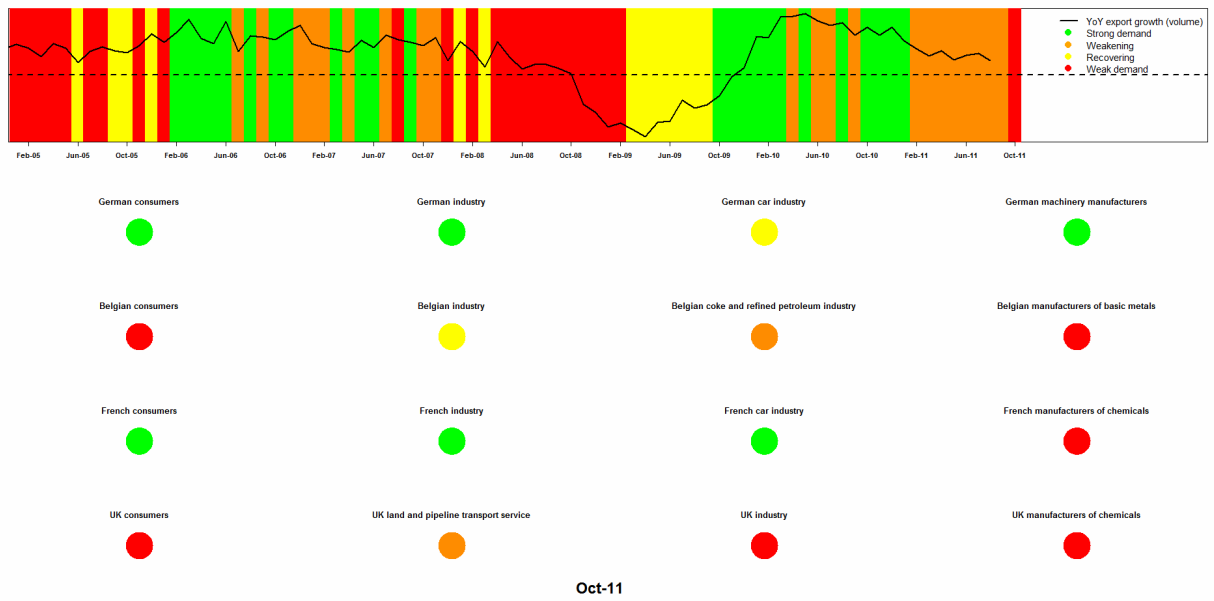 YoY export growth (volume)
Strong demand
Weakening
Recovering
Weak demand
Feb-05 Jun-05 Oct-05 Feb-06 Jun-06 Oct-06 Feb-07 Jun-07 Oct-07 Feb-08 Jun-08 Oct-08 Feb-09 Jun-09 Oct-09 Feb-10 Jun-10 Oct-10 Feb-11 Jun-11 Oct-11
German consumers German industry German car industry German machinery manufacturers
Belgian consumers Belgian industry Belgian coke and refined petroleum industry Belgian manufacturers of basic metals
French consumers French industry French car industry French manufacturers of chemicals
UK consumers UK land and pipeline transport service UK industry UK manufacturers of chemicals
Oct-11